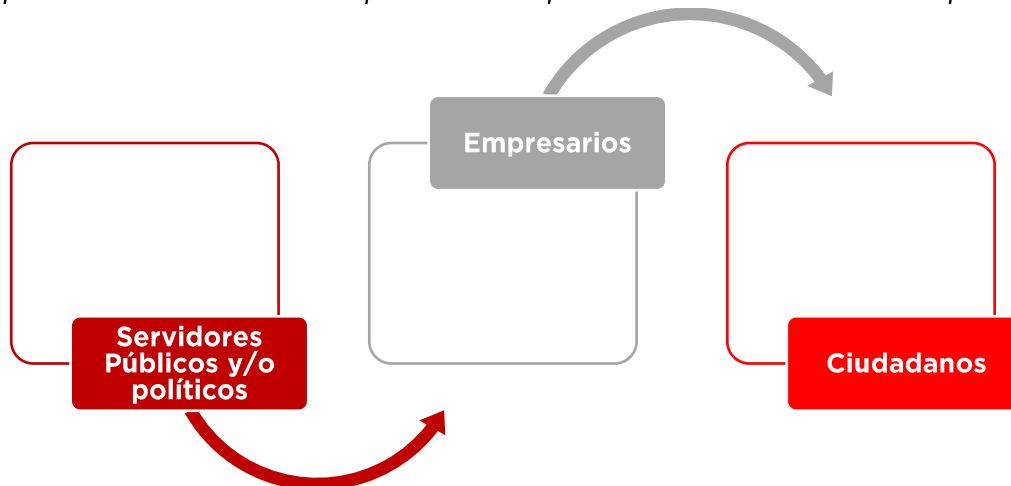 Servidores
Públicos y/o
políticos
Empresarios
Ciudadanos